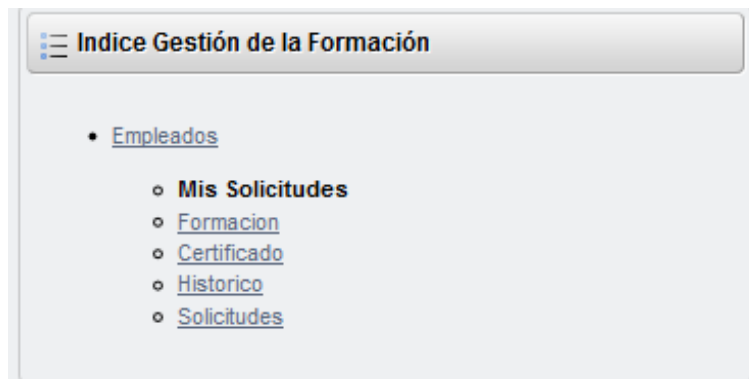 Indice Gestión de la Formación
Empleados
Mis Solicitudes
Formacion
Certificado
Historico
Solicitudes